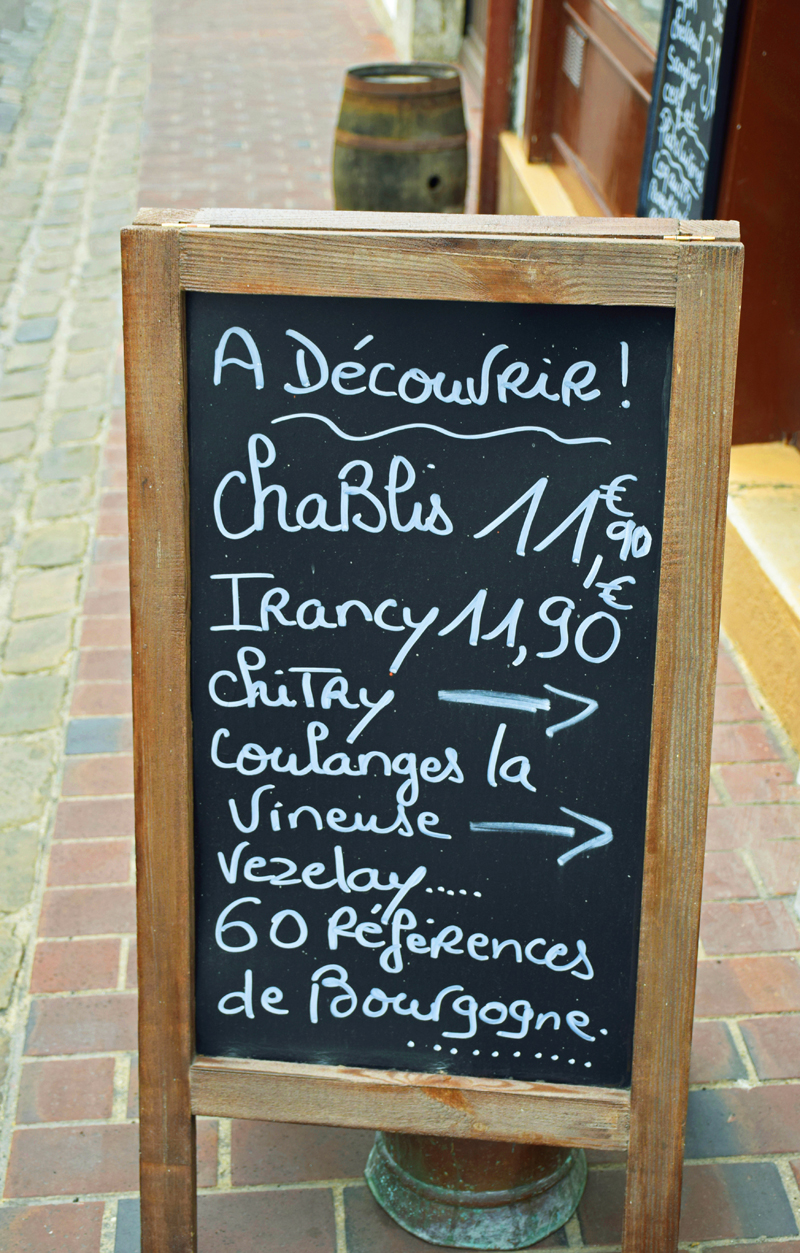 A Découvrir !
Chablis 11€90
Irancy 11,90€
Chitry →
Coulanges la
Vineuse →
Vezelay.....
60 Références
de Bourgogne.